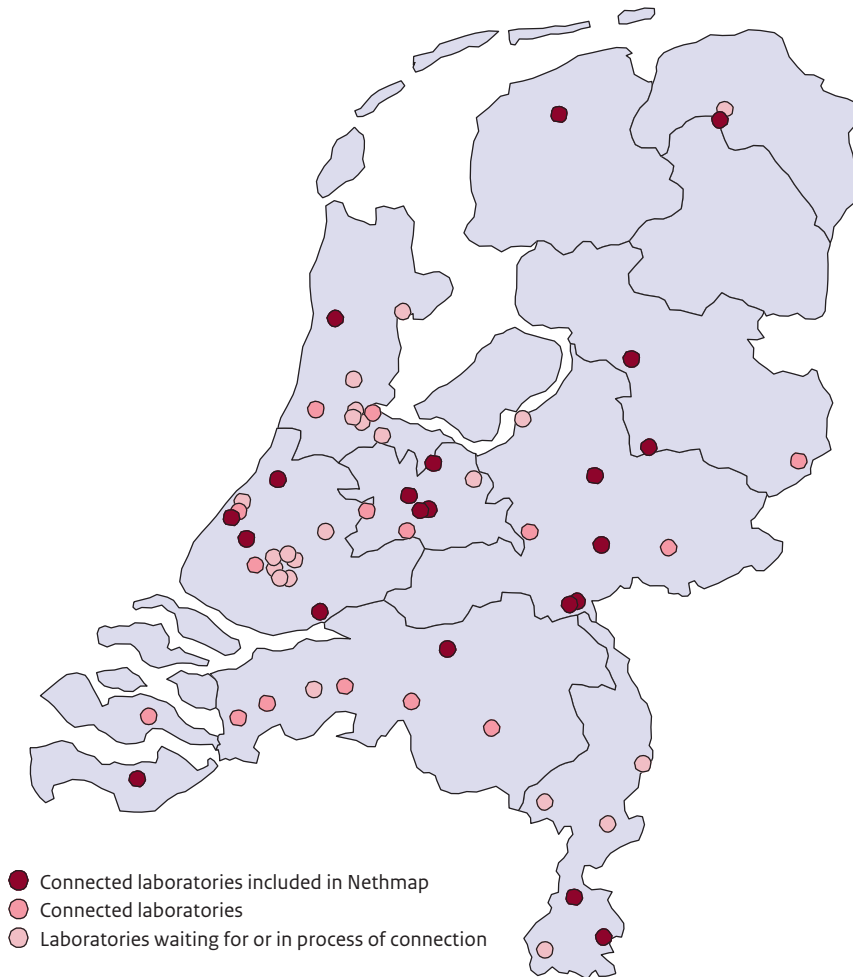 Connected laboratories included in Nethmap
Connected laboratories
Laboratories waiting for or in process of connection